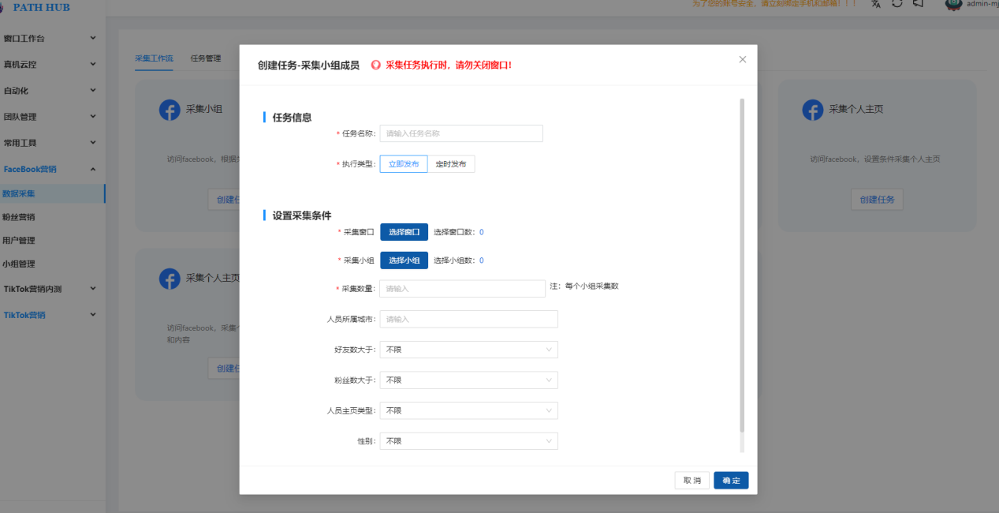 PATH HUB
为了您的账号安全，请立刻绑定手机和邮箱！！！
admin-mj
窗口工作台
真机云控
自动化
团队管理
常用工具
FaceBook营销
数据采集
粉丝营销
用户管理
小组管理
TikTok营销内测
TikTok营销
采集工作流
任务管理
采集小组
访问facebook，根据
创建任
采集个人主页
访问facebook，采集
和内容
创建任
采集个人主页
访问facebook，设置条件采集个人主页
创建任务
创建任务-采集小组成员
采集任务执行时，请勿关闭窗口!
任务信息
* 任务名称: 请输入任务名称
* 执行类型: 立即发布 定时发布
设置采集条件
* 采集窗口 选择窗口 选择窗口数: 0
* 采集小组 选择小组 选择小组数: 0
* 采集数量: 请输入 注: 每个小组采集数
人员所属城市: 请输入
好友数大于: 不限
粉丝数大于: 不限
人员主页类型: 不限
性别: 不限
取 消
确 定